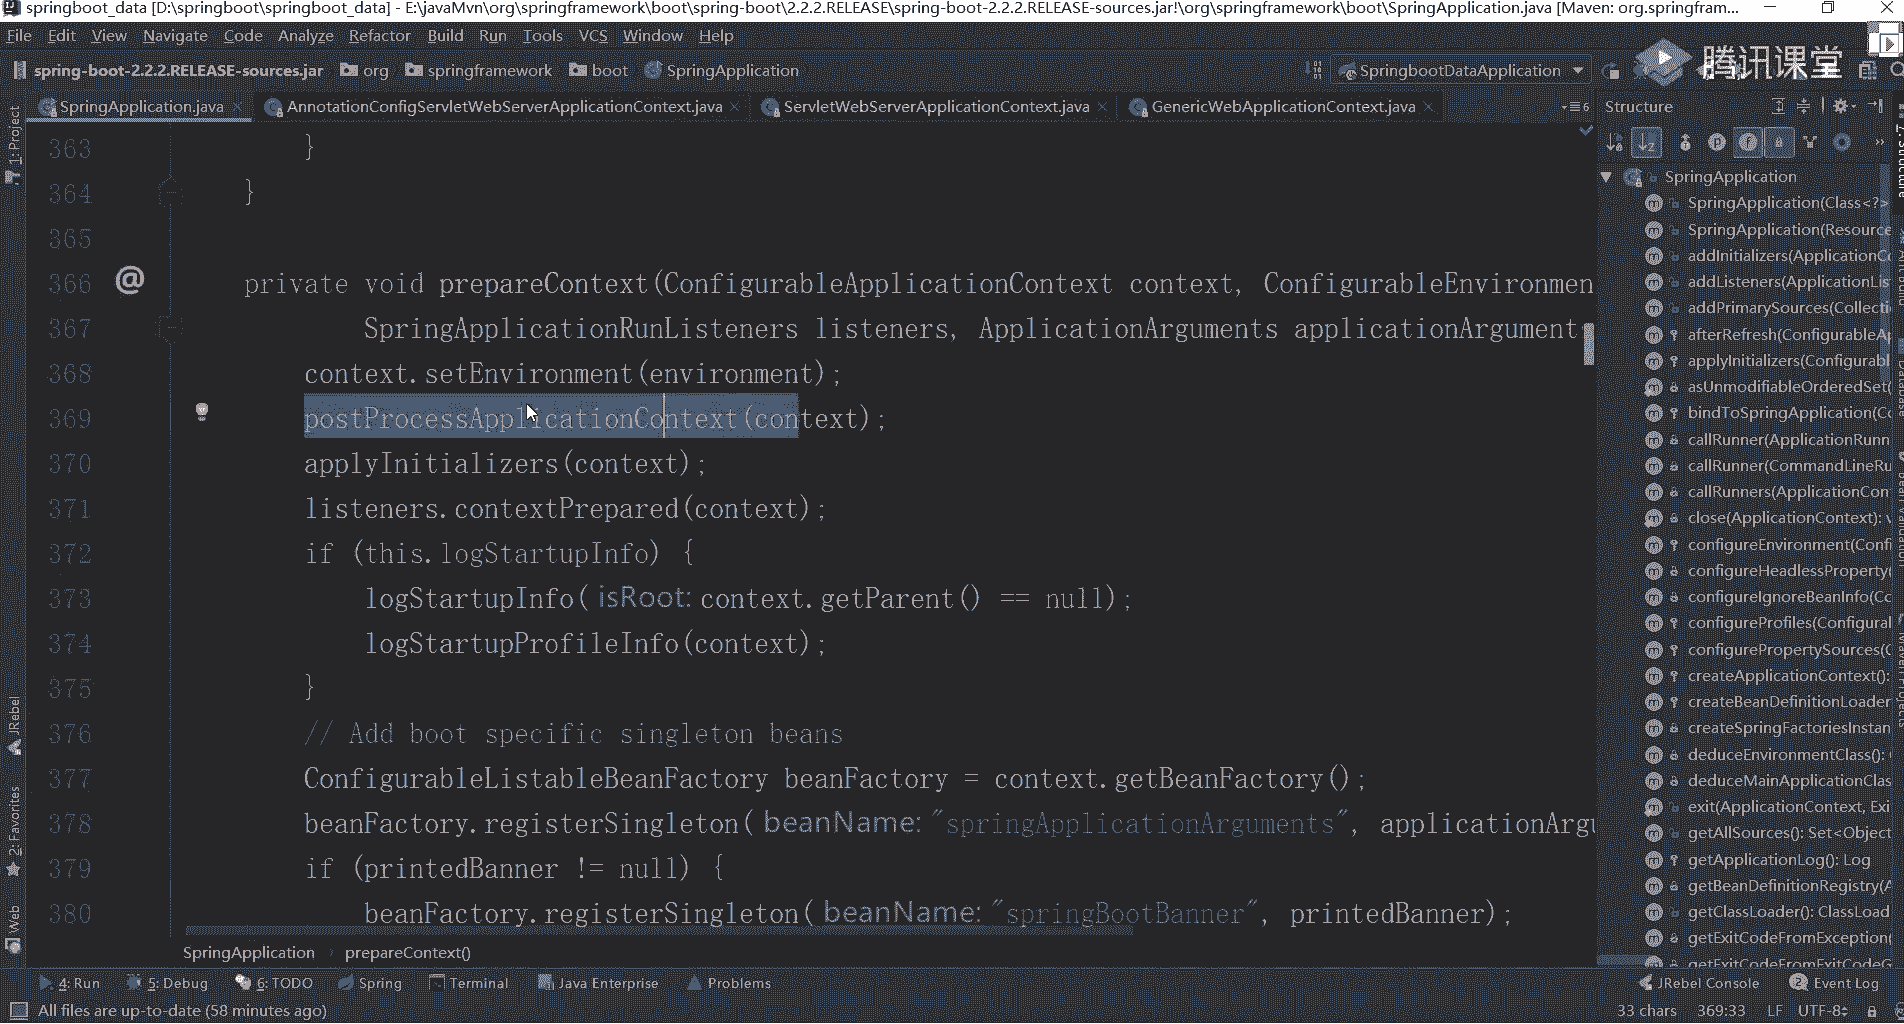 springboot_data [D:\springboot\springboot_data] - E:\javaMvn\org\springframework\boot\spring-boot\2.2.2.RELEASE\spring-boot-2.2.2.RELEASE-sources.jar!\org\springframework\boot\SpringApplication.java [Maven: org.springfram...
File Edit View Navigate Code Analyze Refactor Build Run Tools VCS Window Help
spring-boot-2.2.2.RELEASE-sources.jar org springframework boot SpringApplication SpringbootDataApplication 腾讯课堂
SpringApplication.java AnnotationConfigServletWebServerApplicationContext.java ServletWebServerApplicationContext.java GenericWebApplicationContext.java 6 Structure
363 }
364 }
365
366 @ private void prepareContext(ConfigurableApplicationContext context, ConfigurableEnvironmen
367 SpringApplicationRunListeners listeners, ApplicationArguments applicationArgument
368 context.setEnvironment(environment);
369 postProcessApplicationContext(context);
370 applyInitializers(context);
371 listeners.contextPrepared(context);
372 if (this.logStartupInfo) {
373 logStartupInfo( isRoot: context.getParent() == null);
374 logStartupProfileInfo(context);
375 }
376 // Add boot specific singleton beans
377 ConfigurableListableBeanFactory beanFactory = context.getBeanFactory();
378 beanFactory.registerSingleton( beanName: "springApplicationArguments", applicationArgu
379 if (printedBanner != null) {
380 beanFactory.registerSingleton( beanName: "springBootBanner", printedBanner);
SpringApplication prepareContext()
SpringApplication
SpringApplication(Class<?>
SpringApplication(Resource
addInitializers(ApplicationCo
addListeners(ApplicationLis
addPrimarySources(Collecti
afterRefresh(ConfigurableAp
applyInitializers(Configurabl
asUnmodifiableOrderedSet(
bindToSpringApplication(Co
callRunner(ApplicationRunn
callRunner(CommandLineRu
callRunners(ApplicationCon
close(ApplicationContext): v
configureEnvironment(Confi
configureHeadlessProperty(
configureIgnoreBeanInfo(Co
configureProfiles(Configural
configurePropertySources(C
createApplicationContext():
createBeanDefinitionLoader
createSpringFactoriesInstan
deduceEnvironmentClass():
deduceMainApplicationClas
exit(ApplicationContext, Exi
getAllSources(): Set<Object
getApplicationLog(): Log
getBeanDefinitionRegistry(A
getClassLoader(): ClassLoad
getExitCodeFromException(
getExitCodeFromExitCodeG
1: Project
JRebel
2: Favorites
Web
Z: Structure
Database
Bean Validation
Maven Projects
4: Run 5: Debug 6: TODO Spring Terminal Java Enterprise Problems JRebel Console 2 Event Log
All files are up-to-date (58 minutes ago) 33 chars 369:33 LF UTF-8